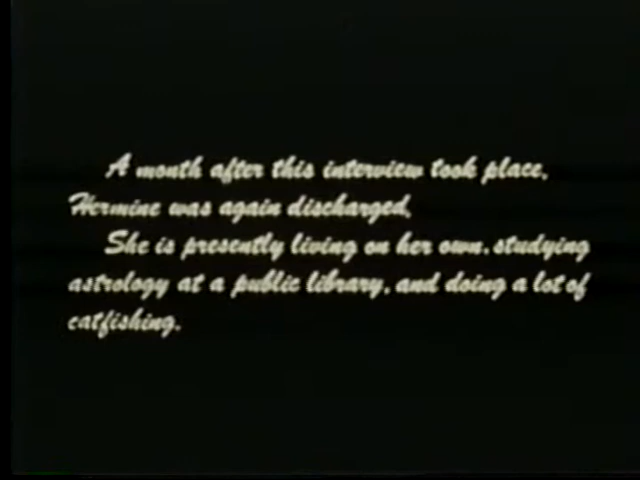 A month after this interview took place,
Hermine was again discharged.
She is presently living on her own, studying
astrology at a public library, and doing a lot of
catfishing.